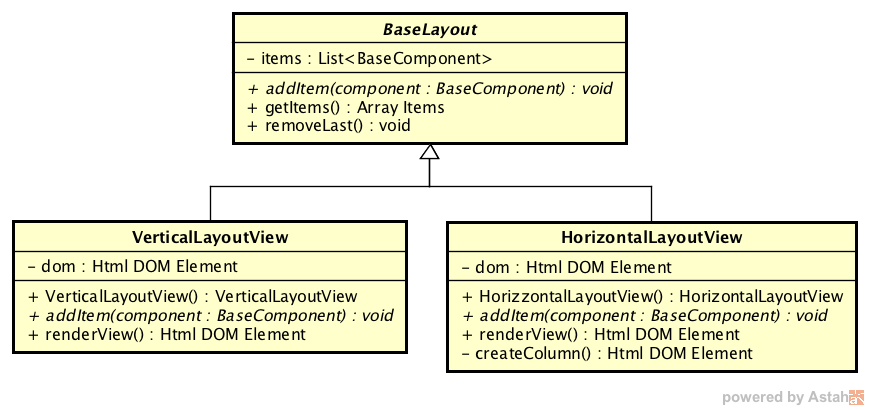 BaseLayout
- items : List<BaseComponent>
+ addItem(component : BaseComponent) : void
+ getItems() : Array Items
+ removeLast() : void
VerticalLayoutView
- dom : Html DOM Element
+ VerticalLayoutView() : VerticalLayoutView
+ addItem(component : BaseComponent) : void
+ renderView() : Html DOM Element
HorizontalLayoutView
- dom : Html DOM Element
+ HorizzontalLayoutView() : HorizontalLayoutView
+ addItem(component : BaseComponent) : void
+ renderView() : Html DOM Element
- createColumn() : Html DOM Element
powered by Astah